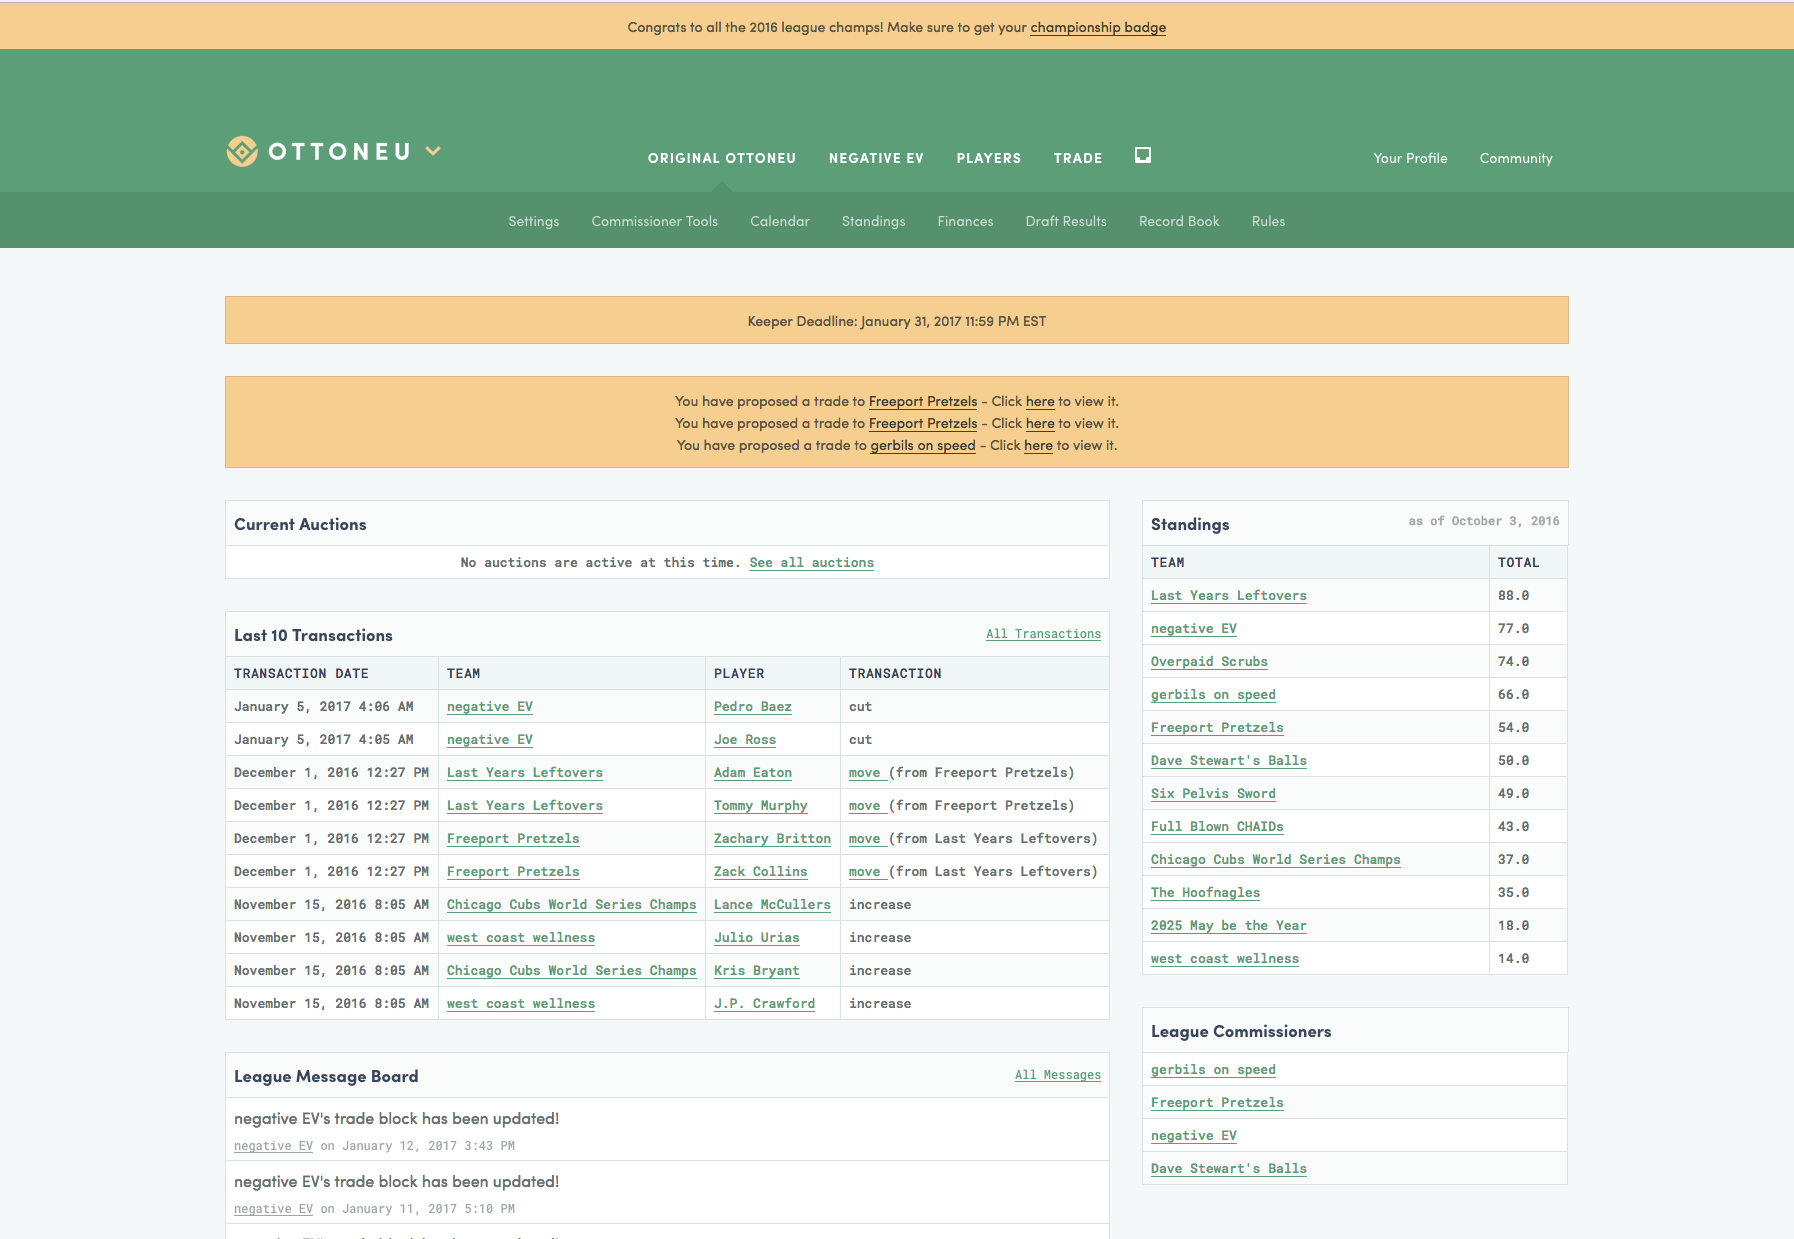 Congrats to all the 2016 league champs! Make sure to get your championship badge
OTTONEU
ORIGINAL OTTONEU NEGATIVE EV PLAYERS TRADE
Your Profile Community
Settings Commissioner Tools Calendar Standings Finances Draft Results Record Book Rules
Keeper Deadline: January 31, 2017 11:59 PM EST
You have proposed a trade to Freeport Pretzels - Click here to view it.
You have proposed a trade to Freeport Pretzels - Click here to view it.
You have proposed a trade to gerbils on speed - Click here to view it.
Current Auctions
No auctions are active at this time. See all auctions
Last 10 Transactions All Transactions
TRANSACTION DATE TEAM PLAYER TRANSACTION
January 5, 2017 4:06 AM negative EV Pedro Baez cut
January 5, 2017 4:05 AM negative EV Joe Ross cut
December 1, 2016 12:27 PM Last Years Leftovers Adam Eaton move (from Freeport Pretzels)
December 1, 2016 12:27 PM Last Years Leftovers Tommy Murphy move (from Freeport Pretzels)
December 1, 2016 12:27 PM Freeport Pretzels Zachary Britton move (from Last Years Leftovers)
December 1, 2016 12:27 PM Freeport Pretzels Zack Collins move (from Last Years Leftovers)
November 15, 2016 8:05 AM Chicago Cubs World Series Champs Lance McCullers increase
November 15, 2016 8:05 AM west coast wellness Julio Urias increase
November 15, 2016 8:05 AM Chicago Cubs World Series Champs Kris Bryant increase
November 15, 2016 8:05 AM west coast wellness J.P. Crawford increase
League Message Board All Messages
negative EV's trade block has been updated!
negative EV on January 12, 2017 3:43 PM
negative EV's trade block has been updated!
negative EV on January 11, 2017 5:10 PM
Standings as of October 3, 2016
TEAM TOTAL
Last Years Leftovers 88.0
negative EV 77.0
Overpaid Scrubs 74.0
gerbils on speed 66.0
Freeport Pretzels 54.0
Dave Stewart's Balls 50.0
Six Pelvis Sword 49.0
Full Blown CHAIDs 43.0
Chicago Cubs World Series Champs 37.0
The Hoofnagles 35.0
2025 May be the Year 18.0
west coast wellness 14.0
League Commissioners
gerbils on speed
Freeport Pretzels
negative EV
Dave Stewart's Balls